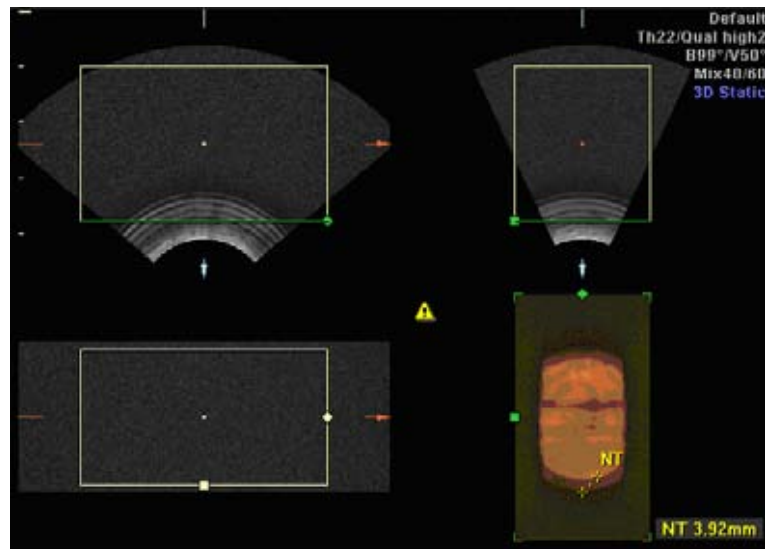 Default
Th22/Qual high2
B99°/V50°
Mix40/60
3D Static
NT
NT 3.92mm